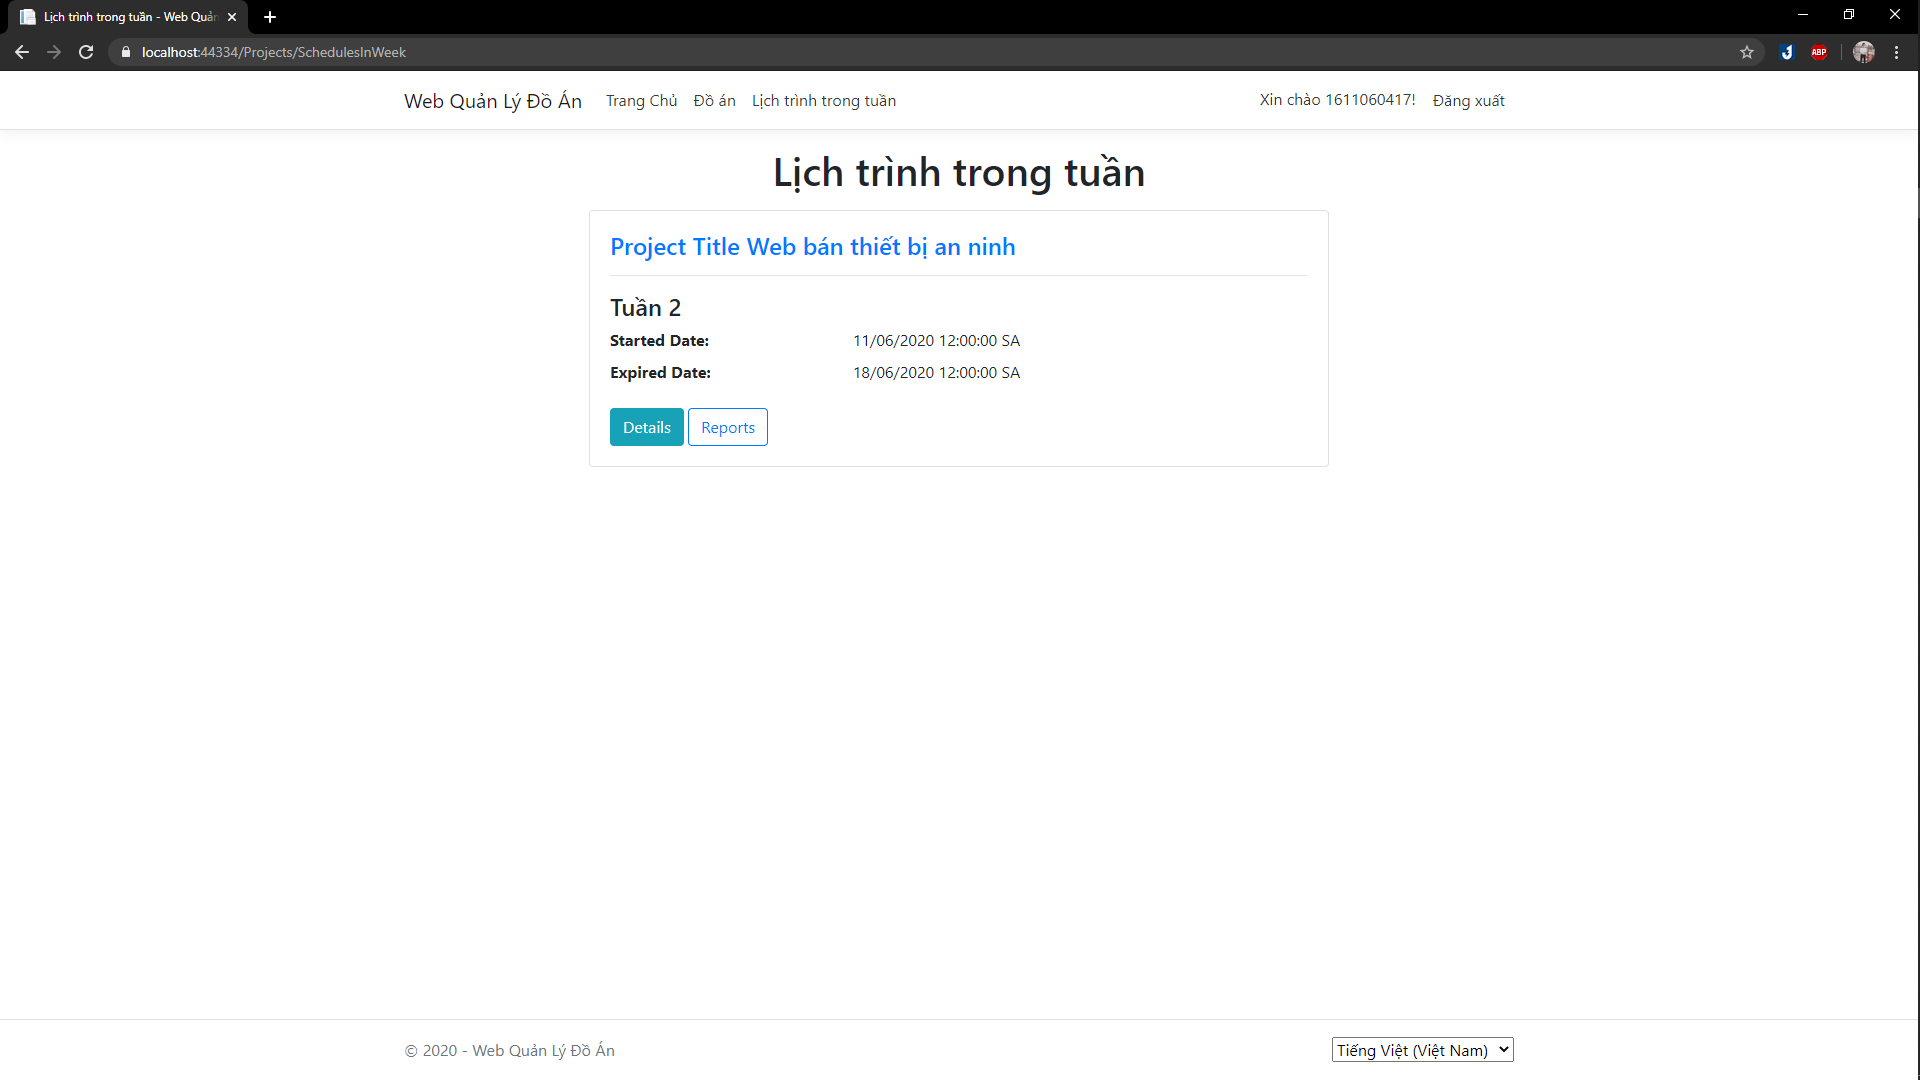 Lịch trình trong tuần - Web Quản
localhost:44334/Projects/SchedulesInWeek
ABP
Web Quản Lý Đồ Án Trang Chủ Đồ án Lịch trình trong tuần Xin chào 1611060417! Đăng xuất
Lịch trình trong tuần
Project Title Web bán thiết bị an ninh
Tuần 2
Started Date: 11/06/2020 12:00:00 SA
Expired Date: 18/06/2020 12:00:00 SA
Details Reports
© 2020 - Web Quản Lý Đồ Án Tiếng Việt (Việt Nam)